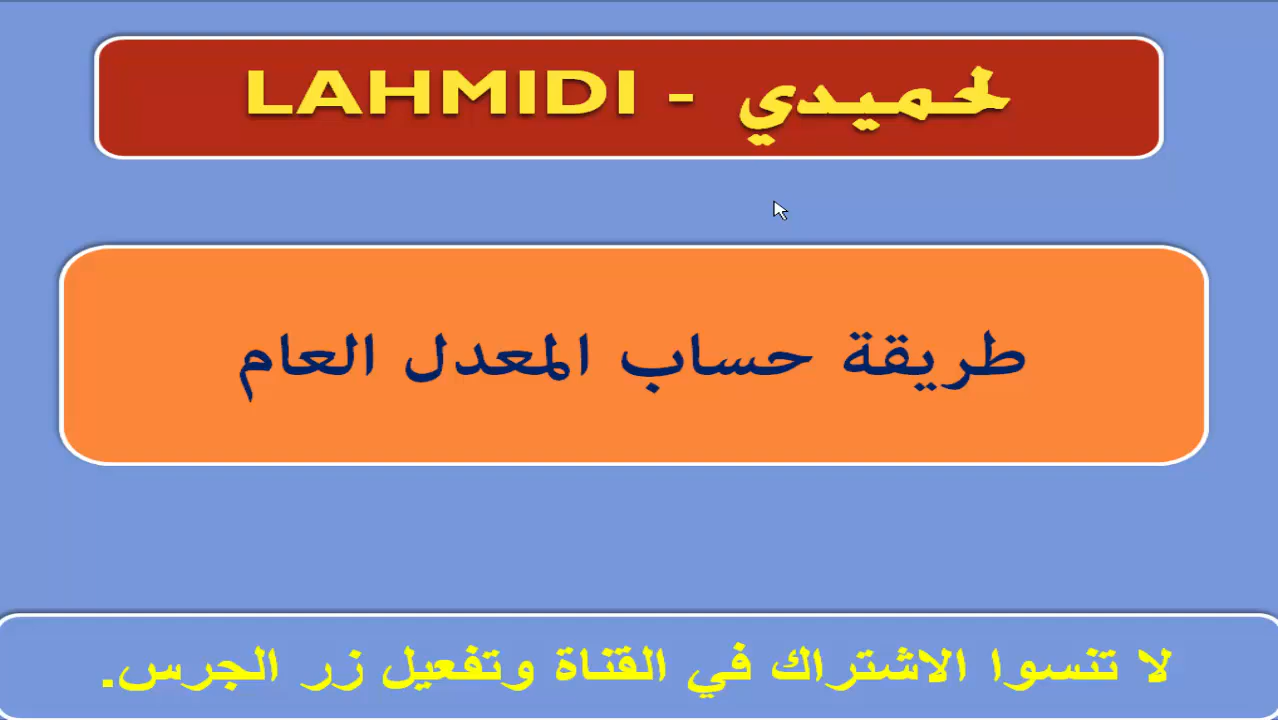 لحميدي - LAHMIDI
طريقة حساب المعدل العام
لا تنسوا الاشتراك في القناة وتفعيل زر الجرس.